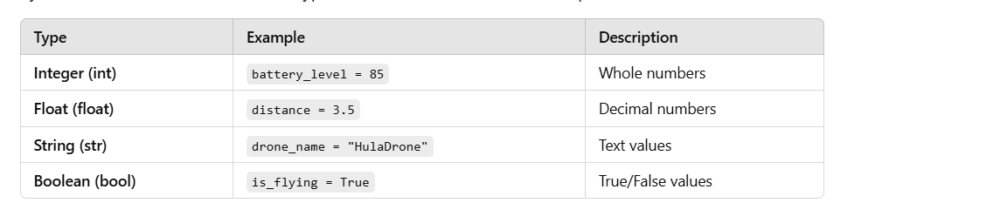 Type Example Description
Integer (int) battery_level = 85 Whole numbers
Float (float) distance = 3.5 Decimal numbers
String (str) drone_name = "HulaDrone" Text values
Boolean (bool) is_flying = True True/False values